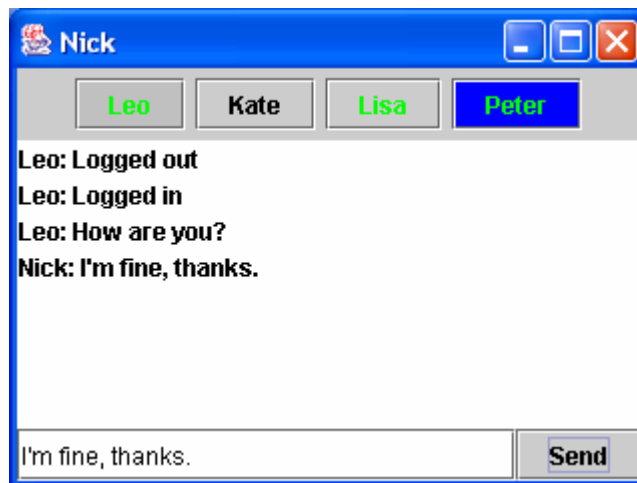 Nick
Leo Kate Lisa Peter
Leo: Logged out
Leo: Logged in
Leo: How are you?
Nick: I'm fine, thanks.
I'm fine, thanks. Send